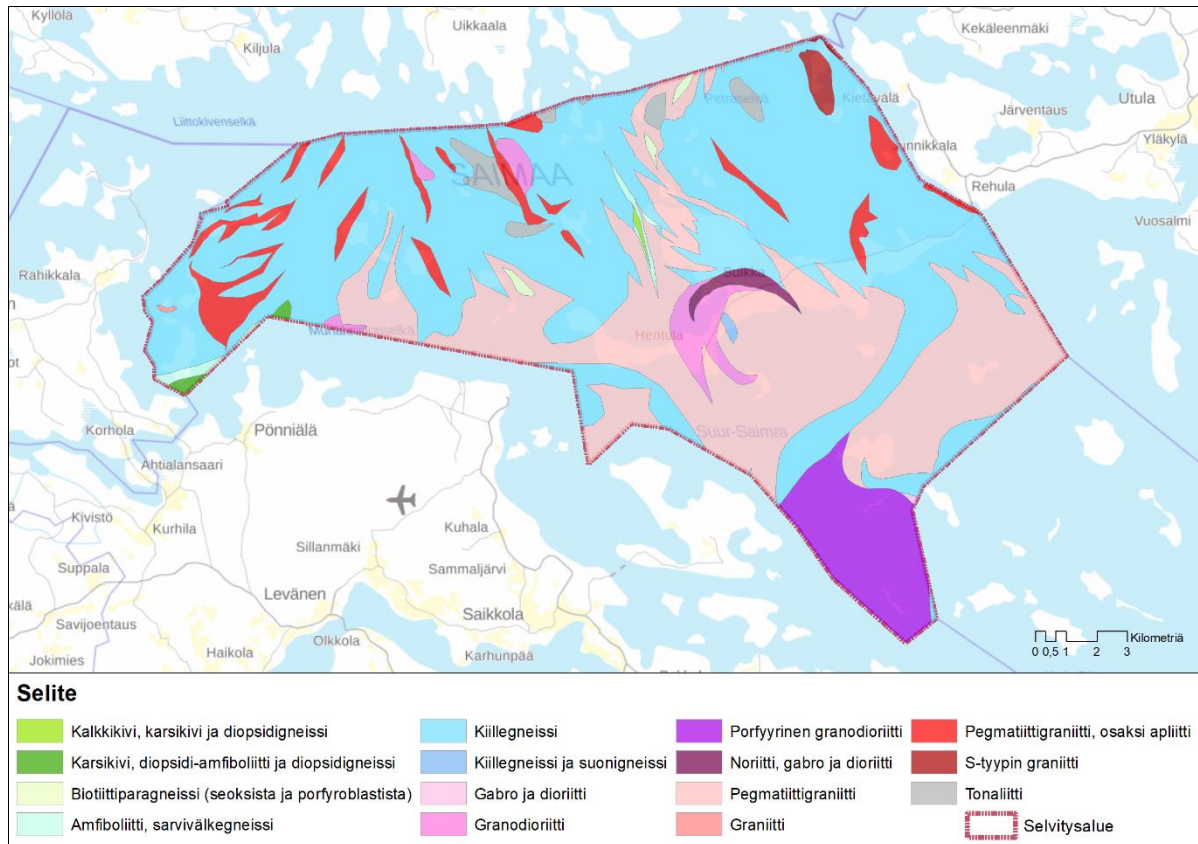 Kyllola
Kiljula
Uikkaala
Kekäleenmäki
Utula
Järventaus
Yläkylä
Petraselkä
Kietävälä
Liittokivenselkä
SAIMAA
Rehula
Vuosalmi
Rahikkala
Suikka
Hentula
Suur-Saimaa
Korhola
Pönniälä
Ahtialansaari
Kivistö
Kurhila
Kuhala
Sillanmäki
Suppala
Sammaljärvi
Levänen
Saikkola
Savijoentaus
Olkkola
Haikola
Karhunpää
Jokimies
Kilometriä
0 0,5 1 2 3
Selite
Kalkkikivi, karsikivi ja diopsidigneissi
Karsikivi, diopsidi-amfiboliitti ja diopsidigneissi
Biotiittiparagneissi (seoksista ja porfyroblastista)
Amfiboliitti, sarvivälkegneissi
Kiillegneissi
Kiillegneissi ja suonigneissi
Gabro ja dioriitti
Granodioriitti
Porfyyrinen granodioriitti
Noriitti, gabro ja dioriitti
Pegmatiittigraniitti
Graniitti
Pegmatiittigraniitti, osaksi apliitti
S-tyypin graniitti
Tonaliitti
Selvitysalue